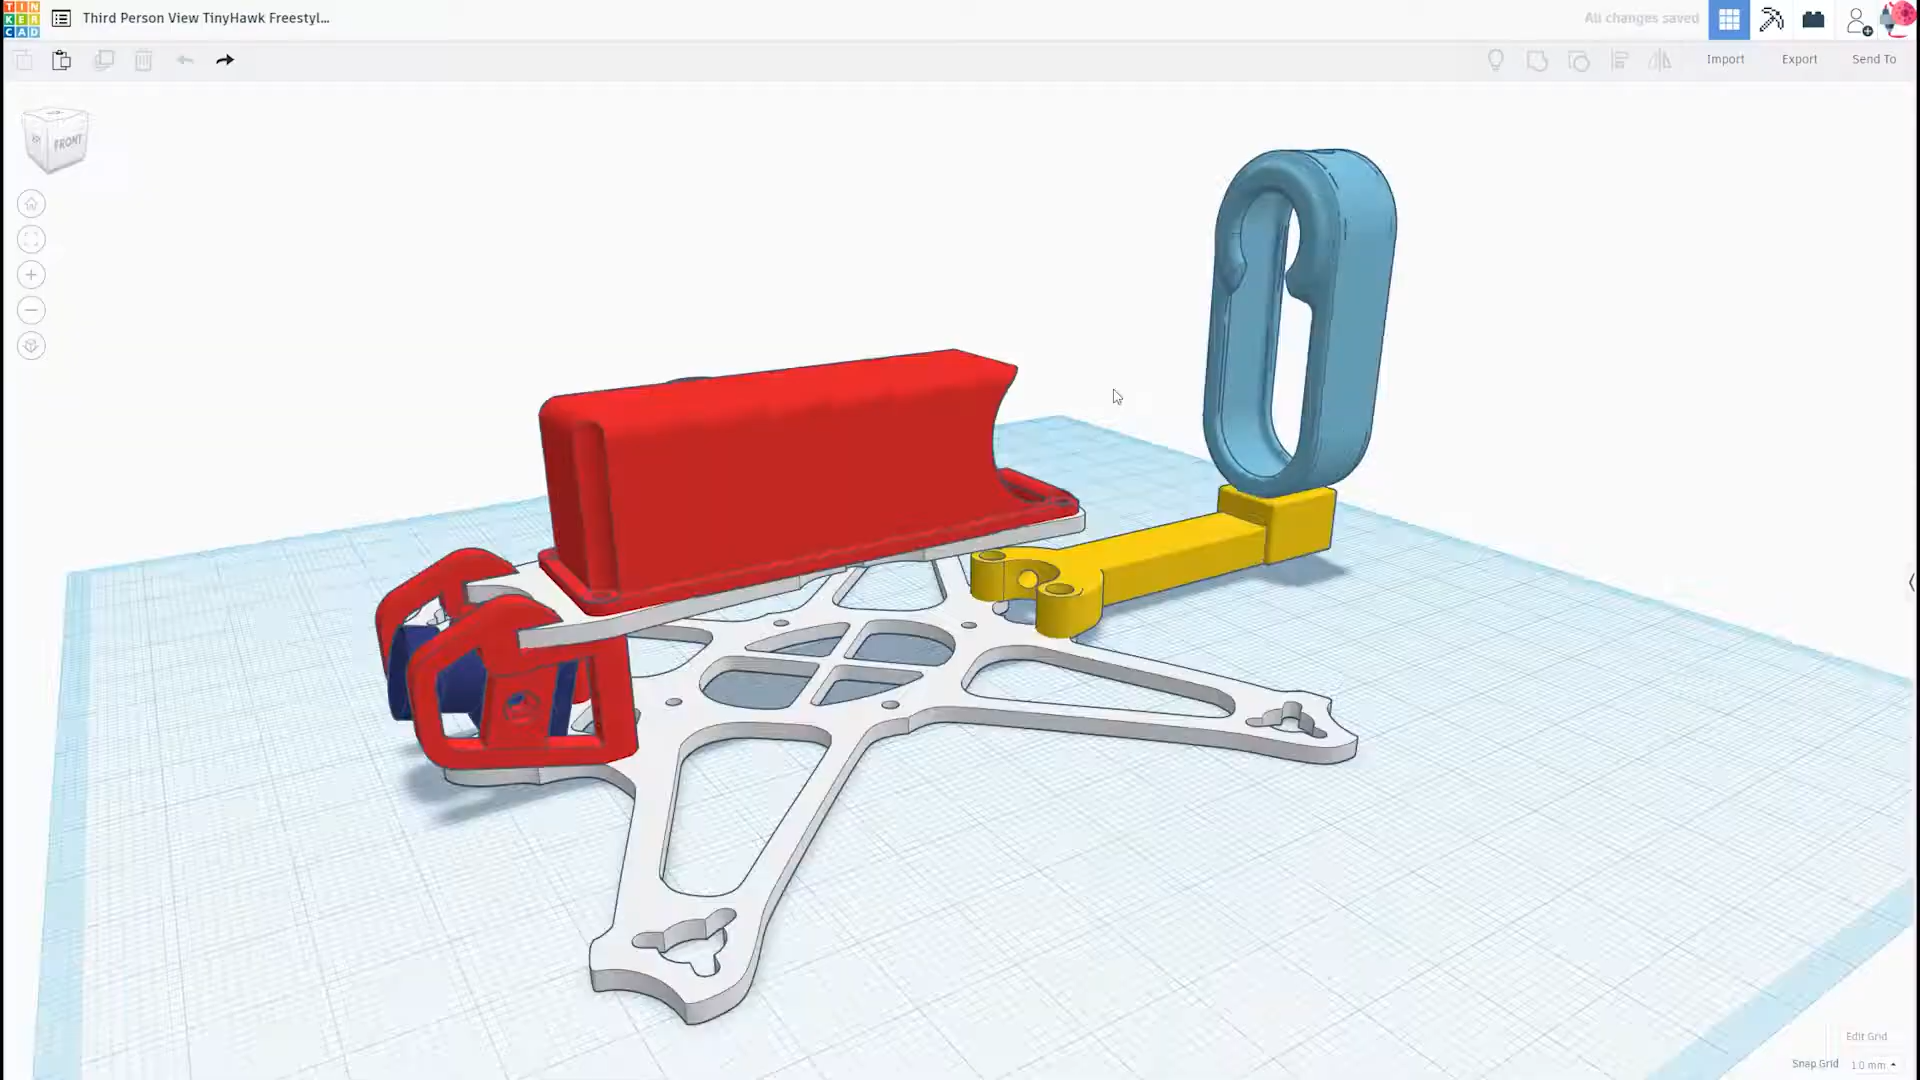 TIN
KER
CAD
Third Person View TinyHawk Freestyl...
All changes saved
Import
Export
Send To
FRONT
Edit Grid
Snap Grid
1.0 mm